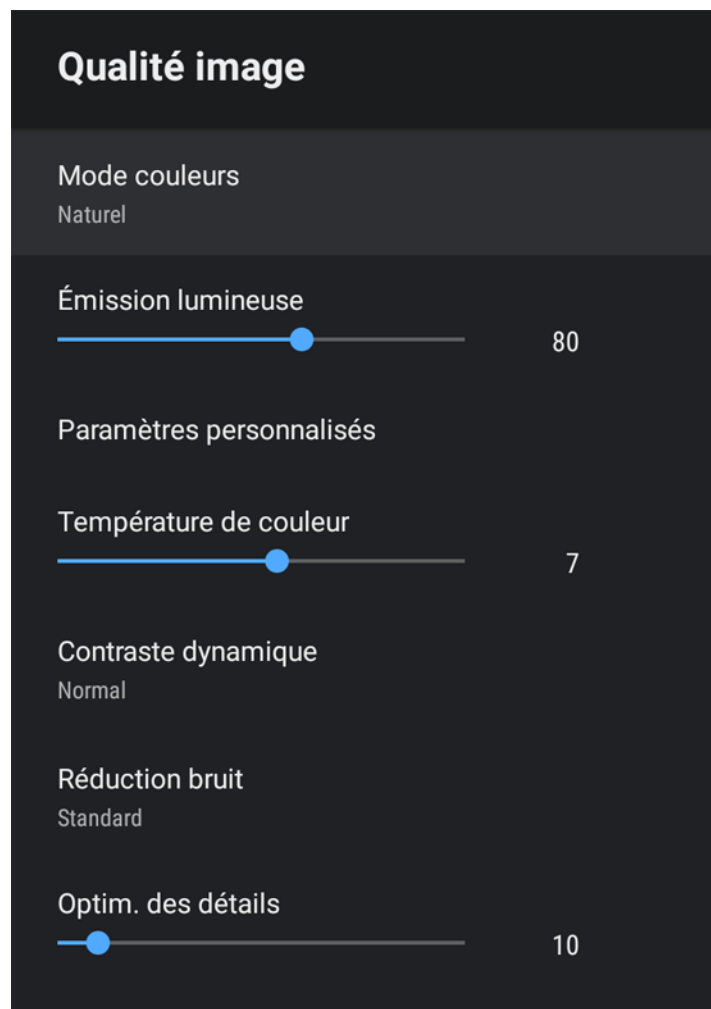 Qualité image
Mode couleurs
Naturel
Émission lumineuse
80
Paramètres personnalisés
Température de couleur
7
Contraste dynamique
Normal
Réduction bruit
Standard
Optim. des détails
10